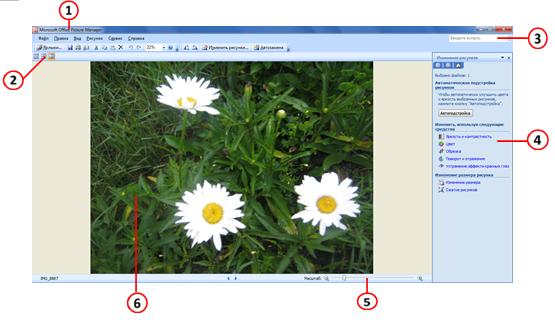 1
Microsoft Office Picture Manager
Файл Правка Вид Рисунок Сервис Справка
Введите вопрос
3
Ярлыки...
22%
Изменить рисунки...
Автозамена
2
Изменение рисунков
Выбрано файлов: 1
Автоматическая подстройка рисунков
Чтобы автоматически улучшить цвета
и яркость выбранных рисунков,
нажмите кнопку "Автоподстройка".
Автоподстройка
Изменить, используя следующие
средства
Яркость и контрастность
4
Цвет
Обрезка
Поворот и отражение
Устранение эффекта красных глаз
Изменение размера рисунка
Изменение размера
Сжатие рисунков
IMG_8887
Масштаб:
6
5